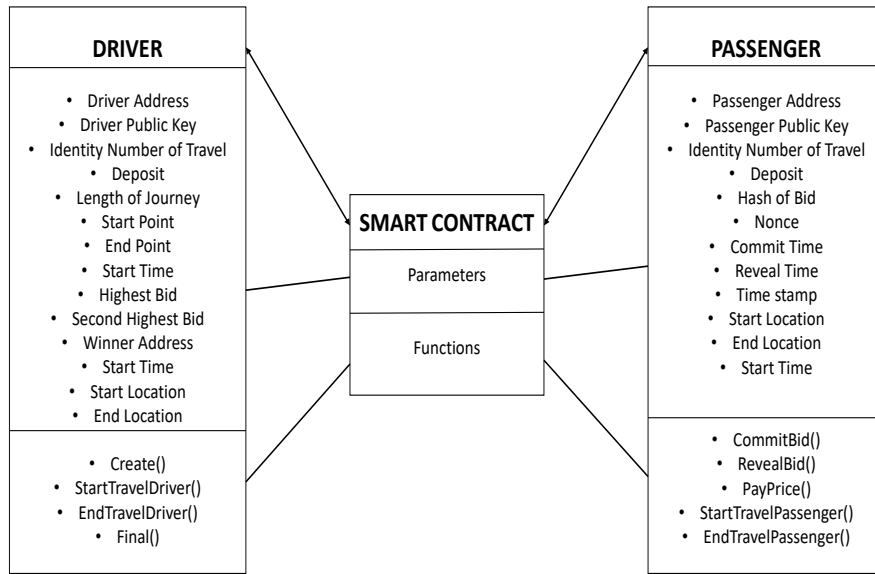 DRIVER
• Driver Address
• Driver Public Key
• Identity Number of Travel
• Deposit
• Length of Journey
• Start Point
• End Point
• Start Time
• Highest Bid
• Second Highest Bid
• Winner Address
• Start Time
• Start Location
• End Location
• Create()
• StartTravelDriver()
• EndTravelDriver()
• Final()
SMART CONTRACT
Parameters
Functions
PASSENGER
• Passenger Address
• Passenger Public Key
• Identity Number of Travel
• Deposit
• Hash of Bid
• Nonce
• Commit Time
• Reveal Time
• Time stamp
• Start Location
• End Location
• Start Time
• CommitBid()
• RevealBid()
• PayPrice()
• StartTravelPassenger()
• EndTravelPassenger()